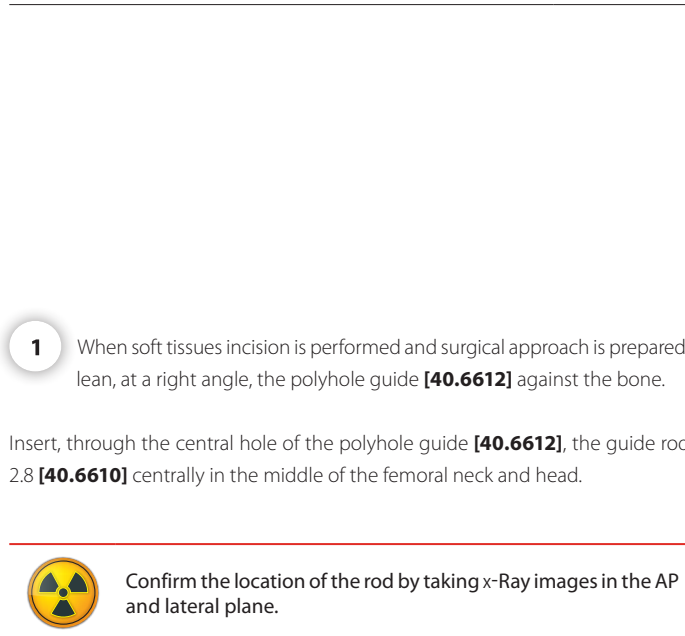 1
When soft tissues incision is performed and surgical approach is prepared
lean, at a right angle, the polyhole guide [40.6612] against the bone.
Insert, through the central hole of the polyhole guide [40.6612], the guide rod
2.8 [40.6610] centrally in the middle of the femoral neck and head.
Confirm the location of the rod by taking x-Ray images in the AP
and lateral plane.